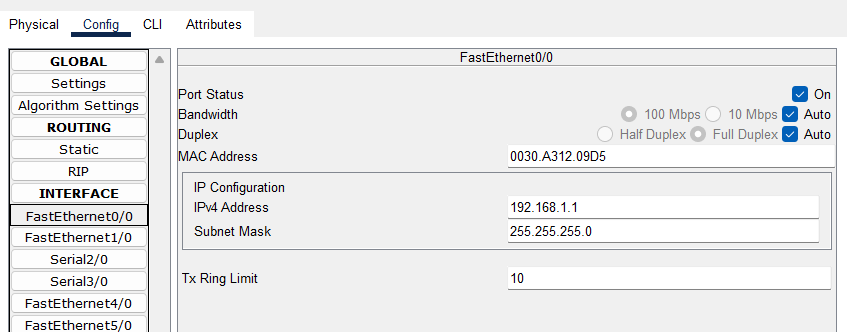 Physical Config CLI Attributes
GLOBAL
Settings
Algorithm Settings
ROUTING
Static
RIP
INTERFACE
FastEthernet0/0
FastEthernet1/0
Serial2/0
Serial3/0
FastEthernet4/0
FastEthernet5/0
FastEthernet0/0
Port Status On
Bandwidth 100 Mbps 10 Mbps Auto
Duplex Half Duplex Full Duplex Auto
MAC Address 0030.A312.09D5
IP Configuration
IPv4 Address 192.168.1.1
Subnet Mask 255.255.255.0
Tx Ring Limit 10